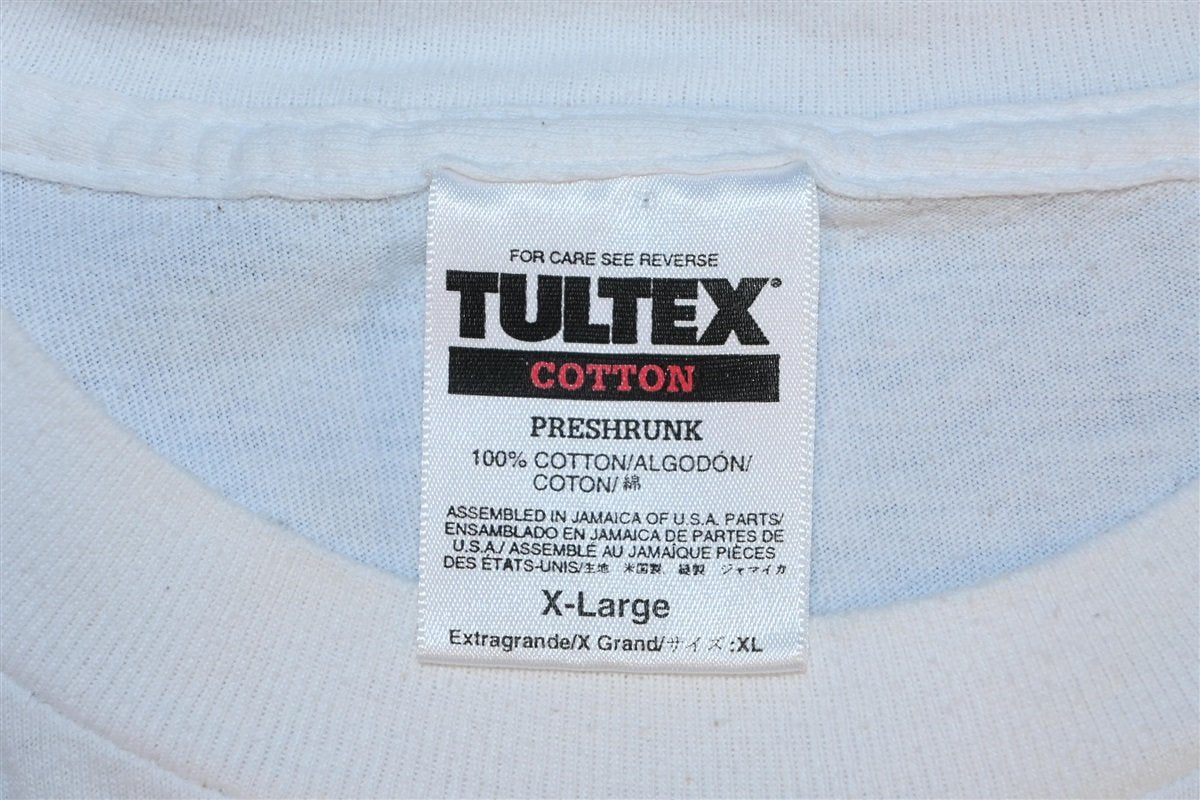 FOR CARE SEE REVERSE
TULTEX®
COTTON
PRESHRUNK
100% COTTON/ALGODÓN/
COTON/綿
ASSEMBLED IN JAMAICA OF U.S.A. PARTS/
ENSAMBLADO EN JAMAICA DE PARTES DE
U.S.A./ ASSEMBLÉ AU JAMAÏQUE PIÈCES
DES ÉTATS-UNIS/生地 米国製、縫製 ジャマイカ
X-Large
Extragrande/X Grand/サイズ:XL